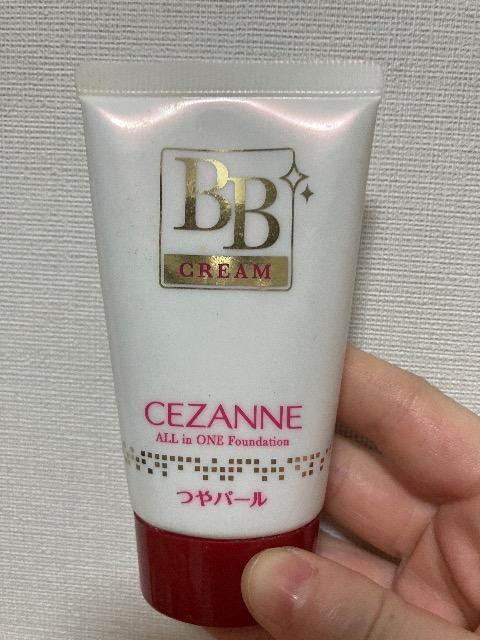 BB
CREAM
CEZANNE
ALL in ONE Foundation
つやパール